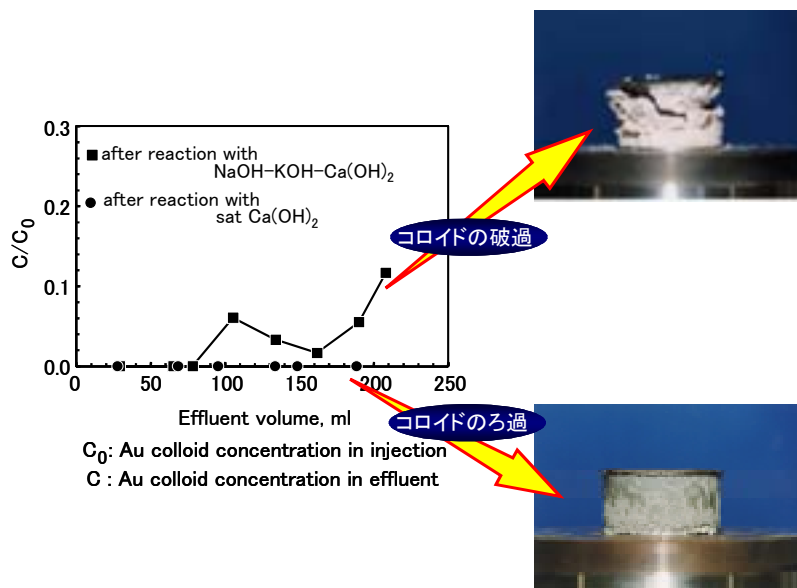 0.3
0.2
0.1
0.0
C/C₀
■ after reaction with
NaOH-KOH-Ca(OH)₂
● after reaction with
sat Ca(OH)₂
コロイドの破過
0 50 100 150 200 250
Effluent volume, ml
コロイドのろ過
C₀: Au colloid concentration in injection
C : Au colloid concentration in effluent